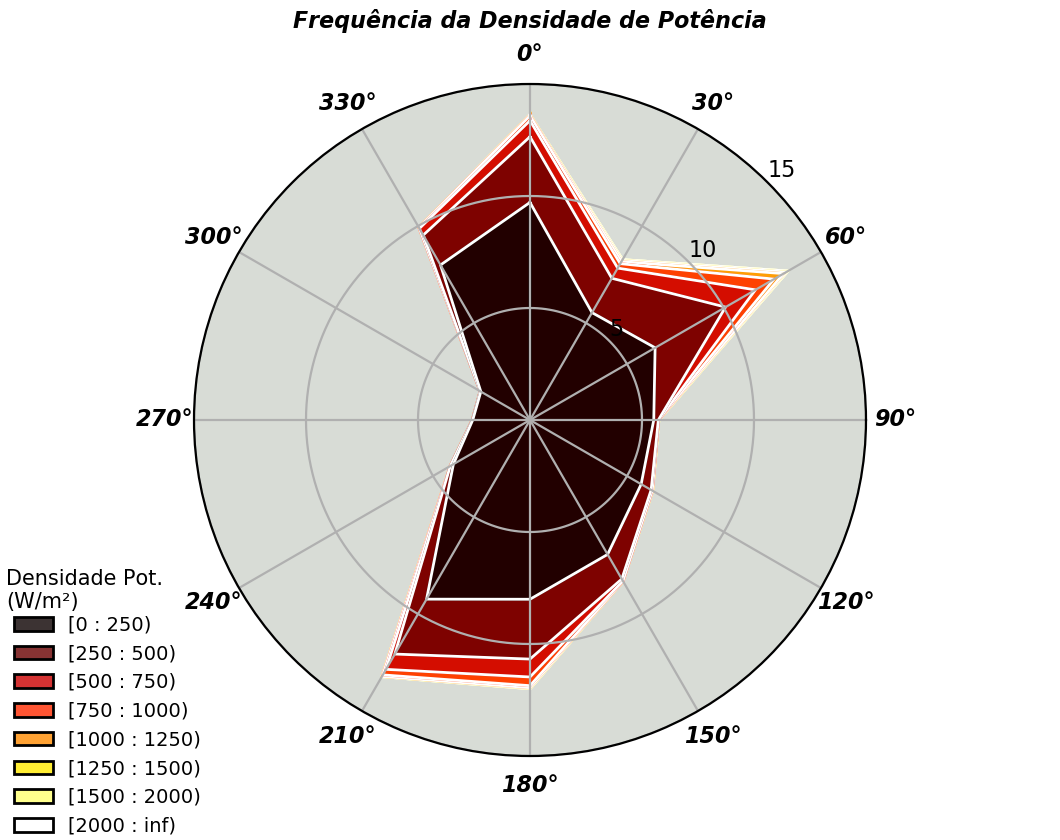 Frequência da Densidade de Potência
0°
330°
30°
15
300°
60°
10
5
270°
90°
240°
120°
210°
150°
180°
Densidade Pot.
(W/m²)
[0 : 250)
[250 : 500)
[500 : 750)
[750 : 1000)
[1000 : 1250)
[1250 : 1500)
[1500 : 2000)
[2000 : inf)